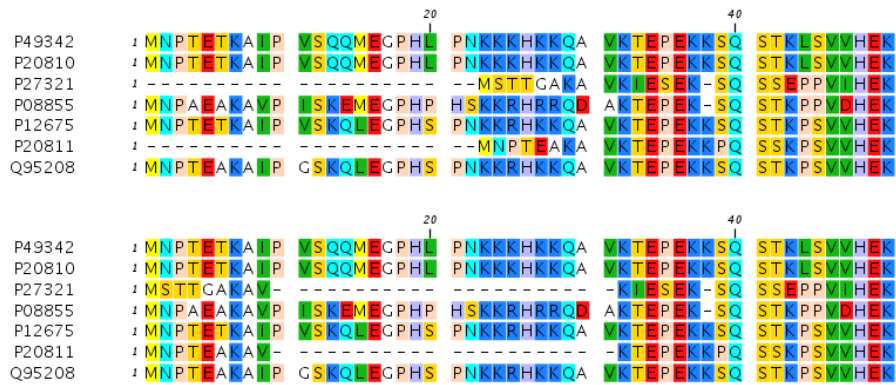 20 40
P49342 1 MNPTETKAIP VSQQMEGPHL PNKKKHKKQA VKTEPEKKSQ STKLSVVHEK
P20810 1 MNPTETKAIP VSQQMEGPHL PNKKKHKKQA VKTEPEKKSQ STKLSVVHEK
P27321 1 ---------- ---------- --MSTTGAKA VKIESEK-SQ SSEPPVIHEK
P08855 1 MNPAEAKAVP ISKEMEGPHP HSKKRHRRQD AKTEPEK-SQ STKPPVDHEK
P12675 1 MNPTETKAIP VSKQLEGPHS PNKKRHKKQA VKTEPEKKSQ STKPSVVHEK
P20811 1 ---------- ---------- --MNPTEAKA VKTEPEKKPQ SSKPSVVHEK
Q95208 1 MNPTEAKAIP GSKQLEGPHS PNKKRHKKQA VKTEPEKKSQ STKPSVVHEK
20 40
P49342 1 MNPTETKAIP VSQQMEGPHL PNKKKHKKQA VKTEPEKKSQ STKLSVVHEK
P20810 1 MNPTETKAIP VSQQMEGPHL PNKKKHKKQA VKTEPEKKSQ STKLSVVHEK
P27321 1 MSTTGAKAV- ---------- ---------- -KIESEK-SQ SSEPPVIHEK
P08855 1 MNPAEAKAVP ISKEMEGPHP HSKKRHRRQD AKTEPEK-SQ STKPPVDHEK
P12675 1 MNPTETKAIP VSKQLEGPHS PNKKRHKKQA VKTEPEKKSQ STKPSVVHEK
P20811 1 MNPTEAKAV- ---------- ---------- -KTEPEKKPQ SSKPSVVHEK
Q95208 1 MNPTEAKAIP GSKQLEGPHS PNKKRHKKQA VKTEPEKKSQ STKPSVVHEK